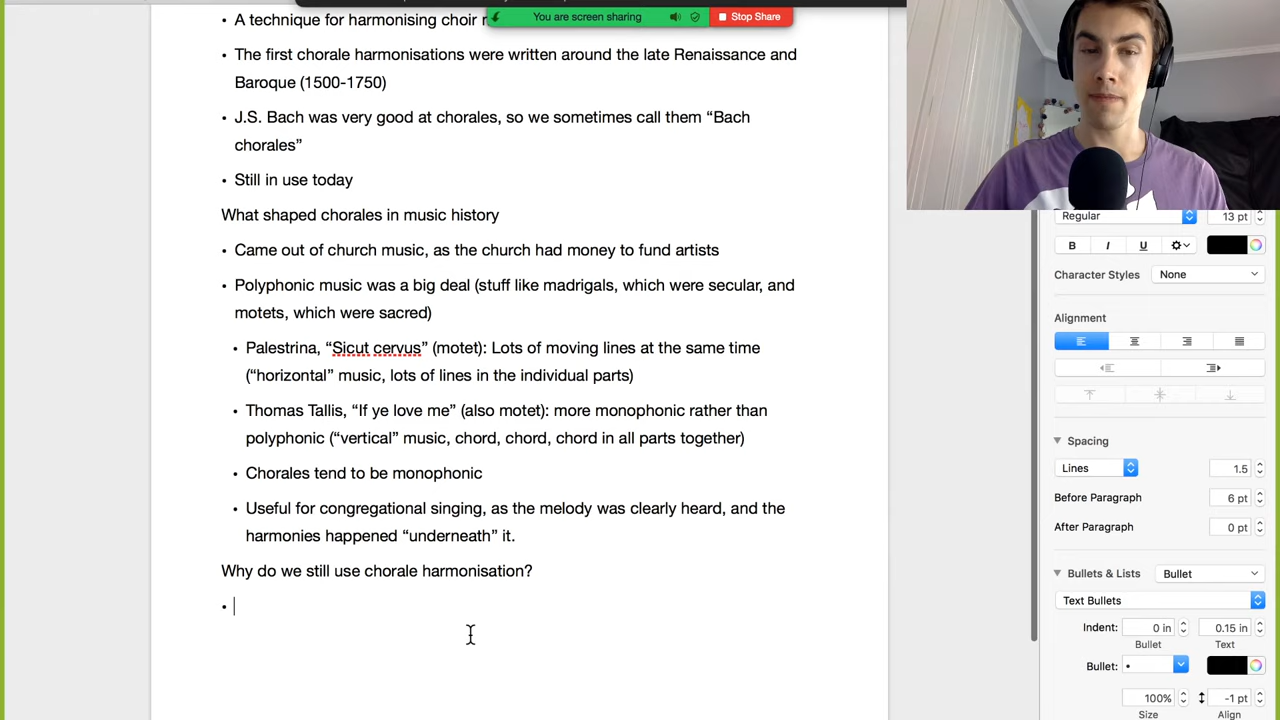 • A technique for harmonising choir
You are screen sharing
Stop Share
• The first chorale harmonisations were written around the late Renaissance and
Baroque (1500-1750)
• J.S. Bach was very good at chorales, so we sometimes call them “Bach
chorales”
• Still in use today
What shaped chorales in music history
• Came out of church music, as the church had money to fund artists
• Polyphonic music was a big deal (stuff like madrigals, which were secular, and
motets, which were sacred)
• Palestrina, “Sicut cervus” (motet): Lots of moving lines at the same time
(“horizontal” music, lots of lines in the individual parts)
• Thomas Tallis, “If ye love me” (also motet): more monophonic rather than
polyphonic (“vertical” music, chord, chord, chord in all parts together)
• Chorales tend to be monophonic
• Useful for congregational singing, as the melody was clearly heard, and the
harmonies happened “underneath” it.
Why do we still use chorale harmonisation?
•
Regular 13 pt
B I U
Character Styles None
Alignment
Spacing
Lines 1.5
Before Paragraph 6 pt
After Paragraph 0 pt
Bullets & Lists Bullet
Text Bullets
Indent: 0 in 0.15 in
Bullet Text
Bullet: •
100% -1 pt
Size Align